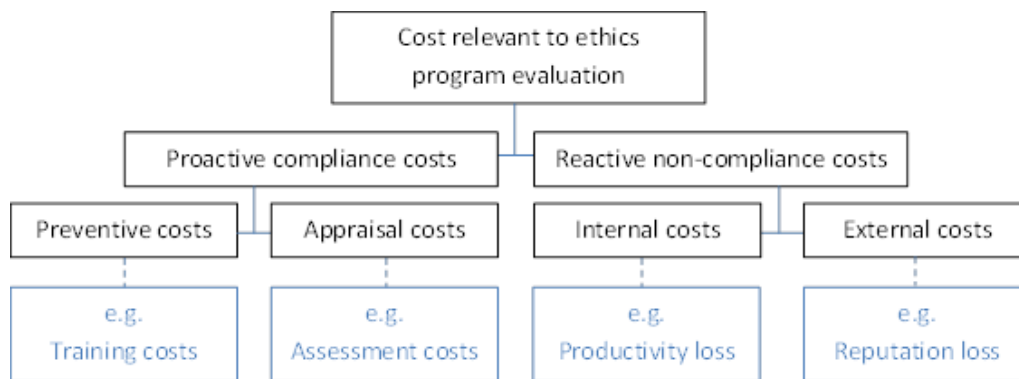 Cost relevant to ethics
program evaluation
Proactive compliance costs
Reactive non-compliance costs
Preventive costs
Appraisal costs
Internal costs
External costs
e.g.
Training costs
e.g.
Assessment costs
e.g.
Productivity loss
e.g.
Reputation loss